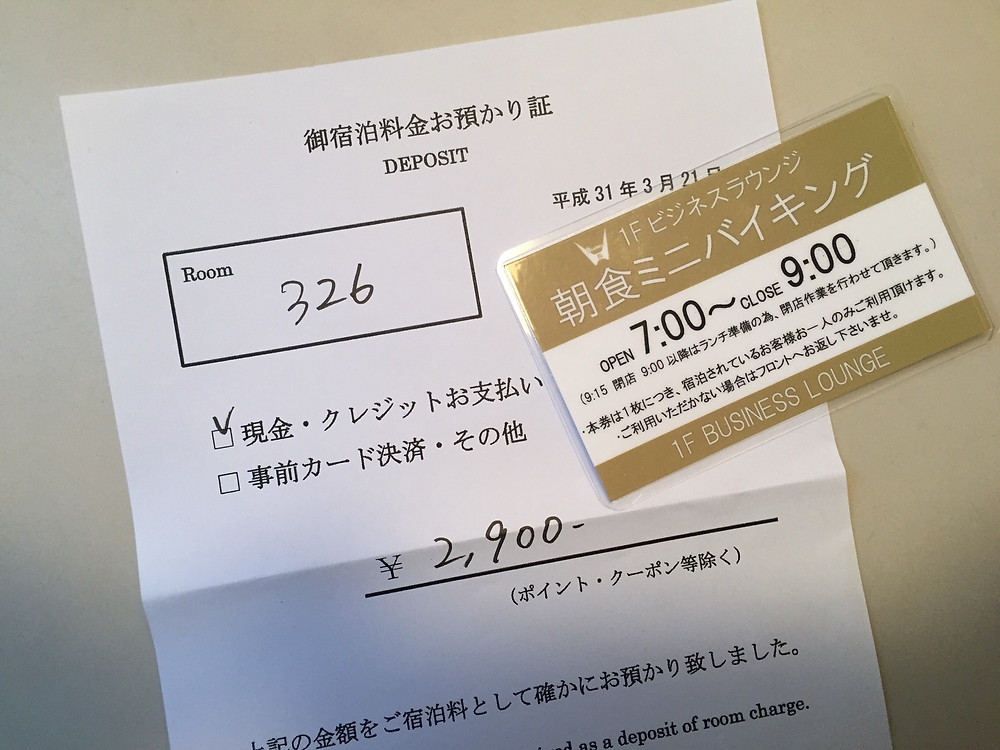 御宿泊料金お預かり証
DEPOSIT
平成 31 年 3 月 21 日
Room
326
現金・クレジットお支払い
事前カード決済・その他
¥ 2,900-
(ポイント・クーポン等除く)
上記の金額をご宿泊料として確かにお預かり致しました。
as a deposit of room charge.
1F ビジネスラウンジ
朝食ミニバイキング
OPEN 7:00～CLOSE 9:00
(9:15 閉店 9:00 以降はランチ準備の為、閉店作業を行わせて頂きます。)
・本券は1枚につき、宿泊されているお客様お一人のみご利用頂けます。
・ご利用いただかない場合はフロントへお返し下さいませ。
1F BUSINESS LOUNGE